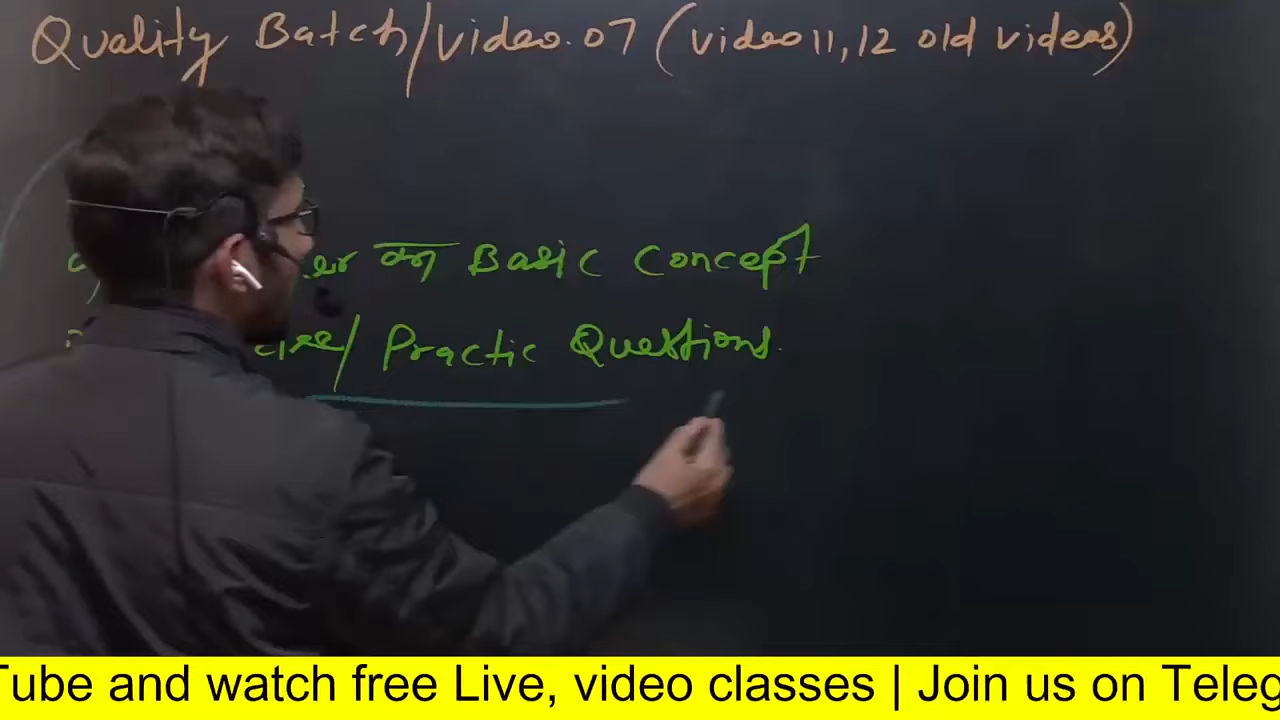 Quality Batch/Video.07 (video 11, 12 old videos)
का Basic Concept
Practic Questions.
Tube and watch free Live, video classes | Join us on Teleg